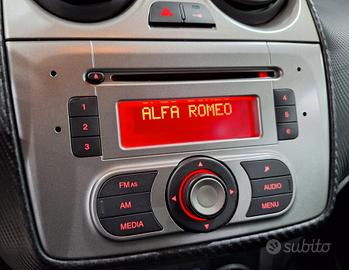 ALFA ROMEO
1
4
2
5
3
6
FM AS
AUDIO
AM
MENU
MEDIA
subito